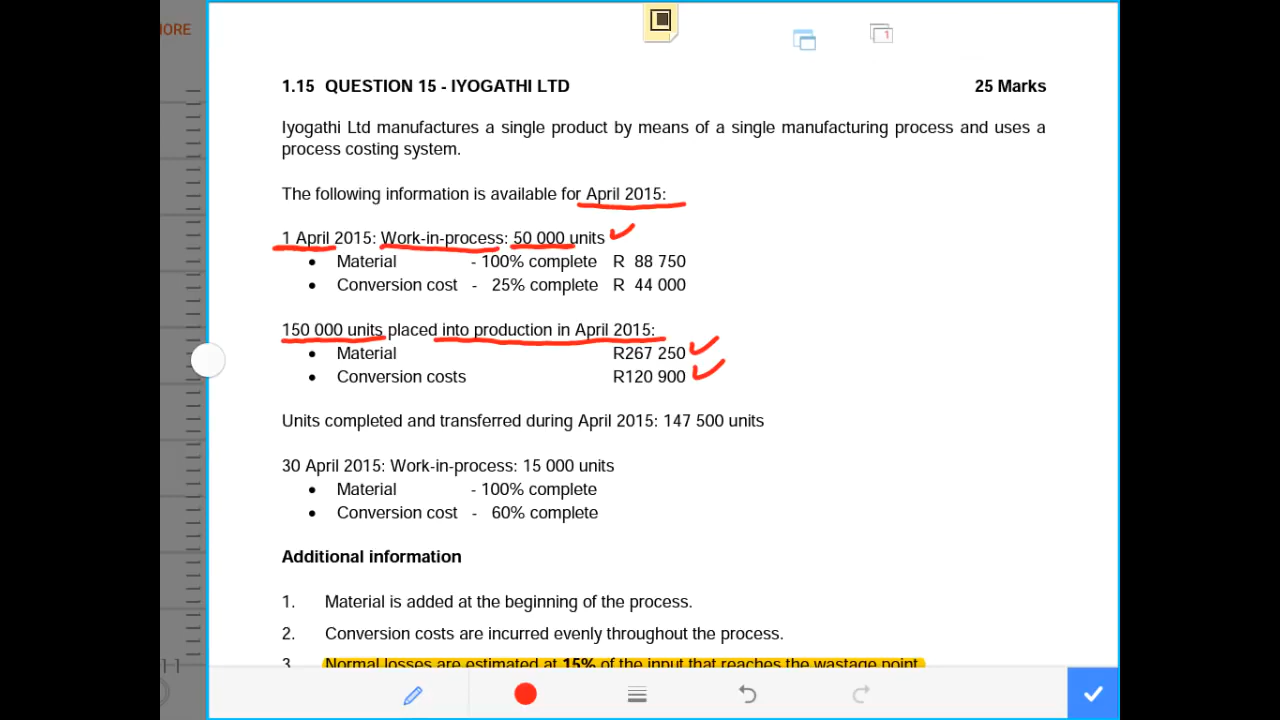 ORE
1
1.15 QUESTION 15 - IYOGATHI LTD 25 Marks
Iyogathi Ltd manufactures a single product by means of a single manufacturing process and uses a
process costing system.
The following information is available for April 2015:
1 April 2015: Work-in-process: 50 000 units
• Material - 100% complete R 88 750
• Conversion cost - 25% complete R 44 000
150 000 units placed into production in April 2015:
• Material R267 250
• Conversion costs R120 900
Units completed and transferred during April 2015: 147 500 units
30 April 2015: Work-in-process: 15 000 units
• Material - 100% complete
• Conversion cost - 60% complete
Additional information
1. Material is added at the beginning of the process.
2. Conversion costs are incurred evenly throughout the process.
3. Normal losses are estimated at 15% of the input that reaches the wastage point.